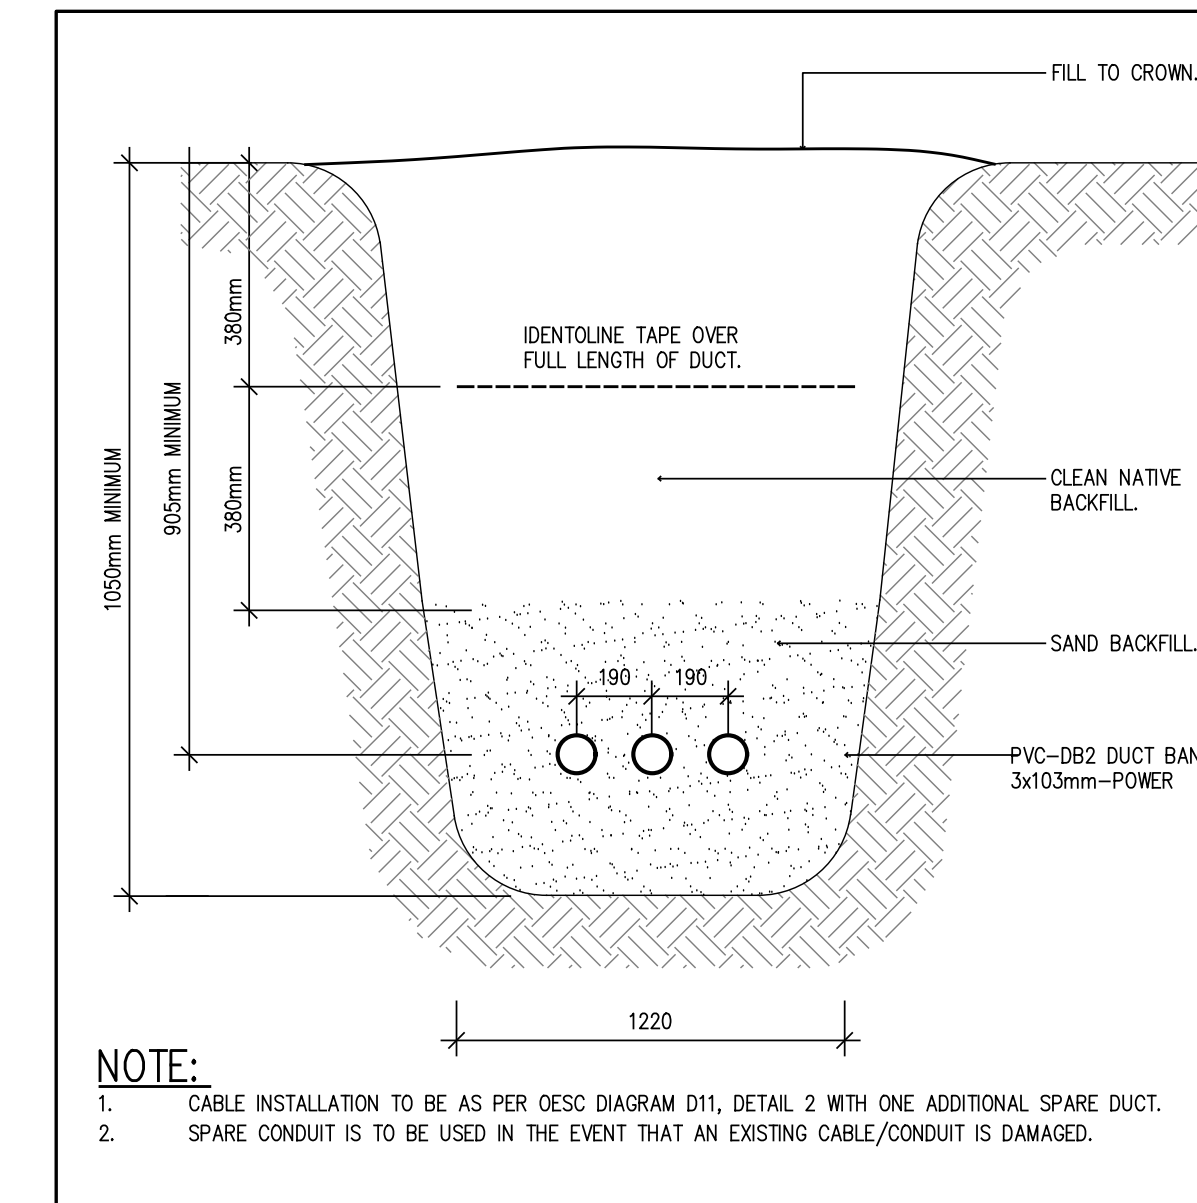 FILL TO CROWN.
380mm
IDENTOLINE TAPE OVER
FULL LENGTH OF DUCT.
905mm MINIMUM
1050mm MINIMUM
380mm
CLEAN NATIVE
BACKFILL.
SAND BACKFILL.
190 190
PVC-DB2 DUCT BAN
3x103mm-POWER
1220
NOTE:
1. CABLE INSTALLATION TO BE AS PER OESC DIAGRAM D11, DETAIL 2 WITH ONE ADDITIONAL SPARE DUCT.
2. SPARE CONDUIT IS TO BE USED IN THE EVENT THAT AN EXISTING CABLE/CONDUIT IS DAMAGED.